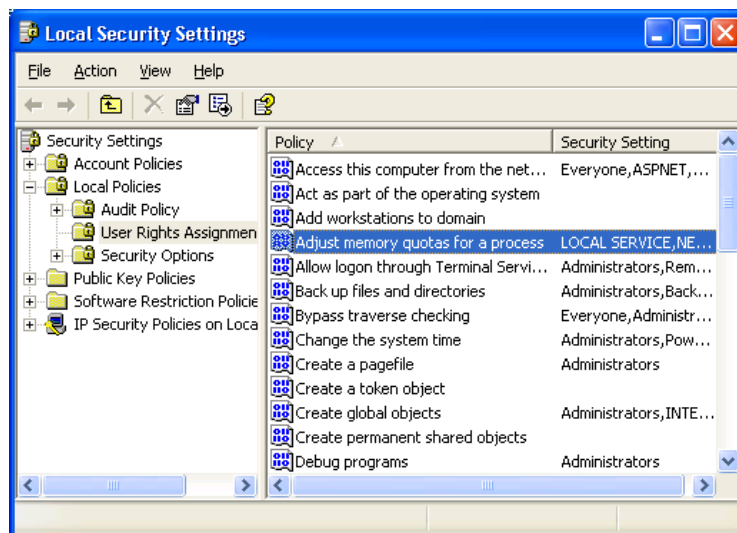 Local Security Settings
File Action View Help
Security Settings
Account Policies
Local Policies
Audit Policy
User Rights Assignmen
Security Options
Public Key Policies
Software Restriction Policie
IP Security Policies on Loca
Policy Security Setting
Access this computer from the net... Everyone,ASPNET,...
Act as part of the operating system
Add workstations to domain
Adjust memory quotas for a process LOCAL SERVICE,NE...
Allow logon through Terminal Servi... Administrators,Rem...
Back up files and directories Administrators,Back...
Bypass traverse checking Everyone,Administr...
Change the system time Administrators,Pow...
Create a pagefile Administrators
Create a token object
Create global objects Administrators,INTE...
Create permanent shared objects
Debug programs Administrators